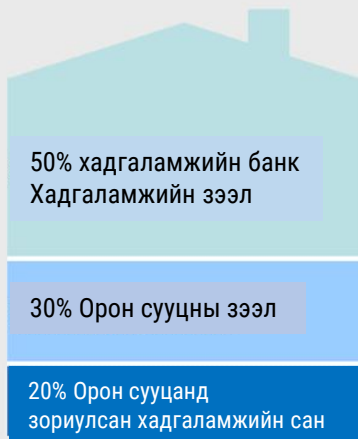 50% хадгаламжийн банк
Хадгаламжийн зээл
30% Орон сууцны зээл
20% Орон сууцанд
зориулсан хадгаламжийн сан